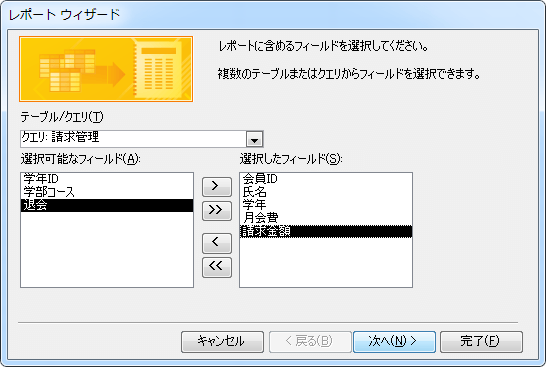 レポート ウィザード
レポートに含めるフィールドを選択してください。
複数のテーブルまたはクエリからフィールドを選択できます。
テーブル/クエリ(T)
クエリ: 請求管理
選択可能なフィールド(A):
選択したフィールド(S):
学年ID
学部コース
退会
>
>>
<
<<
会員ID
氏名
学年
月会費
請求金額
キャンセル
< 戻る(B)
次へ(N) >
完了(F)